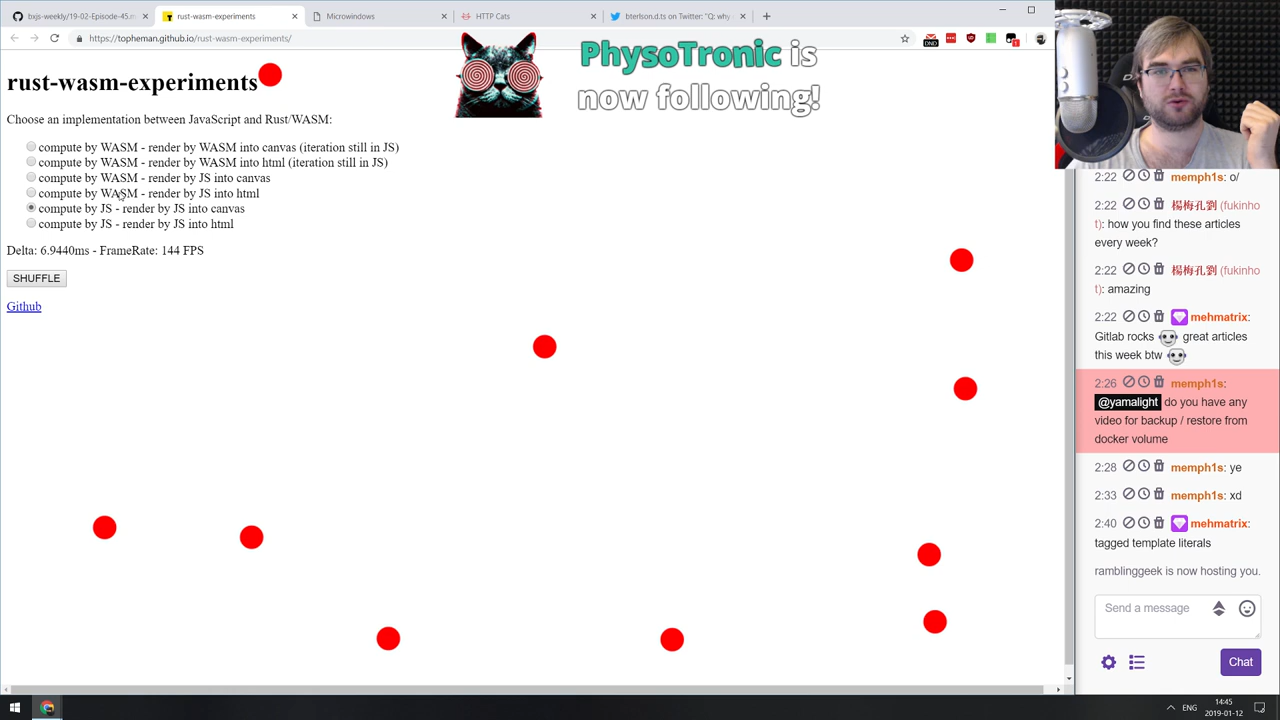 bxjs-weekly/19-02-Episode-45.m
rust-wasm-experiments
Microwindows
HTTP Cats
bterlson.d.ts on Twitter: "Q: why
https://topheman.github.io/rust-wasm-experiments/
DND
1
PhysoTronic is
now following!
rust-wasm-experiments
Choose an implementation between JavaScript and Rust/WASM:
compute by WASM - render by WASM into canvas (iteration still in JS)
compute by WASM - render by WASM into html (iteration still in JS)
compute by WASM - render by JS into canvas
compute by WASM - render by JS into html
compute by JS - render by JS into canvas
compute by JS - render by JS into html
Delta: 6.9440ms - FrameRate: 144 FPS
SHUFFLE
Github
2:22 memph1s: o/
2:22 楊梅孔劉 (fukinho
t): how you find these articles
every week?
2:22 楊梅孔劉 (fukinho
t): amazing
2:22 mehmatrix:
Gitlab rocks great articles
this week btw
2:26 memph1s:
@yamalight do you have any
video for backup / restore from
docker volume
2:28 memph1s: ye
2:33 memph1s: xd
2:40 mehmatrix:
tagged template literals
ramblinggeek is now hosting you.
Send a message
Chat
ENG
14:45
2019-01-12